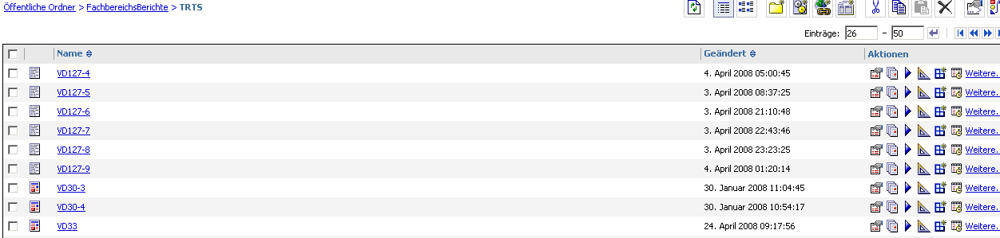 Öffentliche Ordner > FachbereichsBerichte > TRTS
Einträge: 26 - 50
Name Geändert Aktionen
VD127-4 4. April 2008 05:00:45 Weitere.
VD127-5 3. April 2008 08:37:25 Weitere.
VD127-6 3. April 2008 21:10:48 Weitere.
VD127-7 3. April 2008 22:43:46 Weitere.
VD127-8 3. April 2008 23:23:25 Weitere.
VD127-9 4. April 2008 01:20:14 Weitere.
VD30-3 30. Januar 2008 11:04:45 Weitere.
VD30-4 30. Januar 2008 10:54:17 Weitere.
VD33 24. April 2008 09:17:56 Weitere.